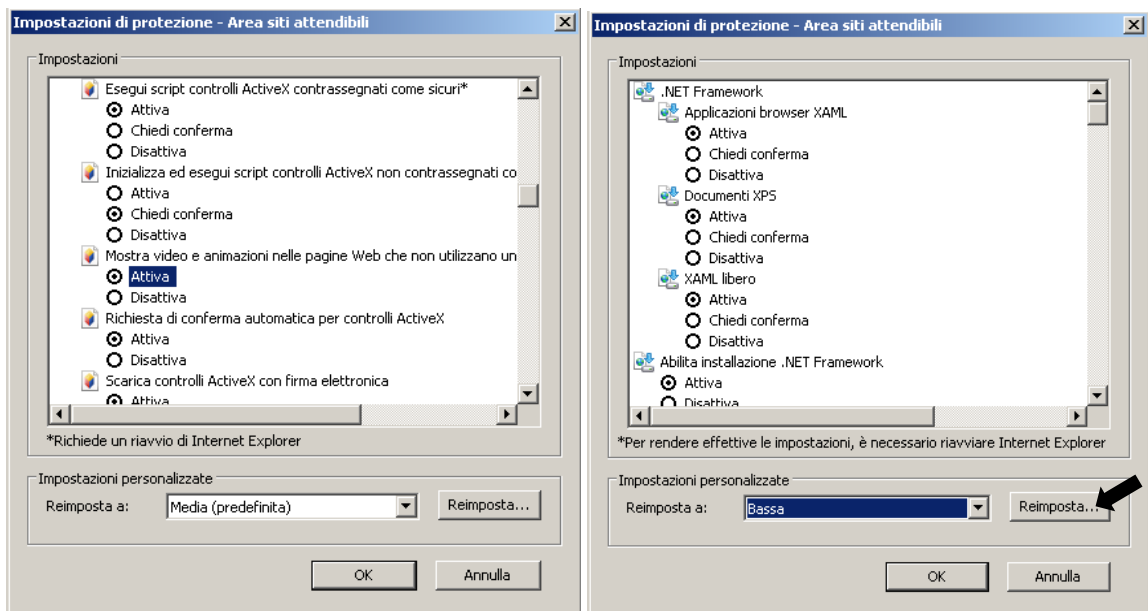 Impostazioni di protezione - Area siti attendibili
Impostazioni
Esegui script controlli ActiveX contrassegnati come sicuri*
Attiva
Chiedi conferma
Disattiva
Inizializza ed esegui script controlli ActiveX non contrassegnati co
Attiva
Chiedi conferma
Disattiva
Mostra video e animazioni nelle pagine Web che non utilizzano un
Attiva
Disattiva
Richiesta di conferma automatica per controlli ActiveX
Attiva
Disattiva
Scarica controlli ActiveX con firma elettronica
Attiva
*Richiede un riavvio di Internet Explorer
Impostazioni personalizzate
Reimposta a: Media (predefinita) Reimposta...
OK Annulla
Impostazioni di protezione - Area siti attendibili
Impostazioni
.NET Framework
Applicazioni browser XAML
Attiva
Chiedi conferma
Disattiva
Documenti XPS
Attiva
Chiedi conferma
Disattiva
XAML libero
Attiva
Chiedi conferma
Disattiva
Abilita installazione .NET Framework
Attiva
Disattiva
*Per rendere effettive le impostazioni, è necessario riavviare Internet Explorer
Impostazioni personalizzate
Reimposta a: Bassa Reimposta...
OK Annulla